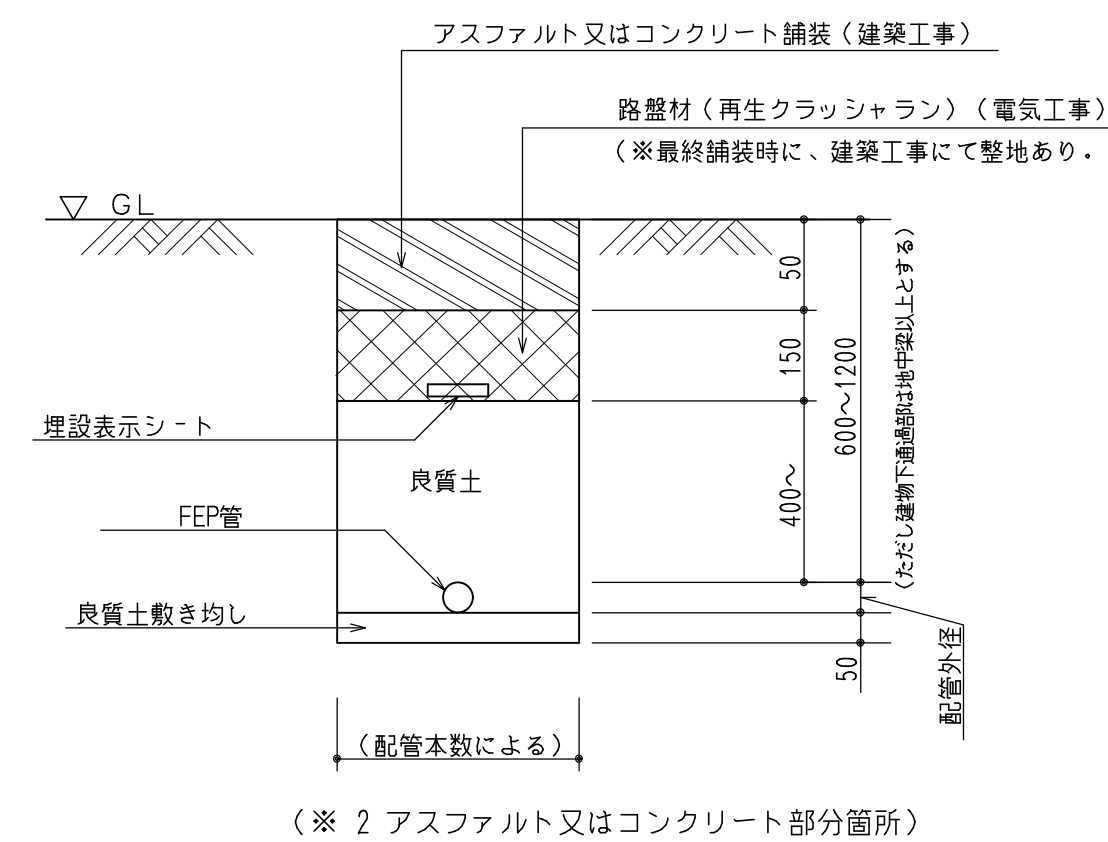 アスファルト又はコンクリート舗装（建築工事）
路盤材（再生クラッシャラン）（電気工事）
（※最終舗装時に、建築工事にて整地あり。
GL
50
150
400～
600～1200
（ただし建物下通過部は地中梁以上とする）
埋設表示シート
良質土
FEP管
良質土敷き均し
50
配管外径
（配管本数による）
（※ 2 アスファルト又はコンクリート部分箇所）